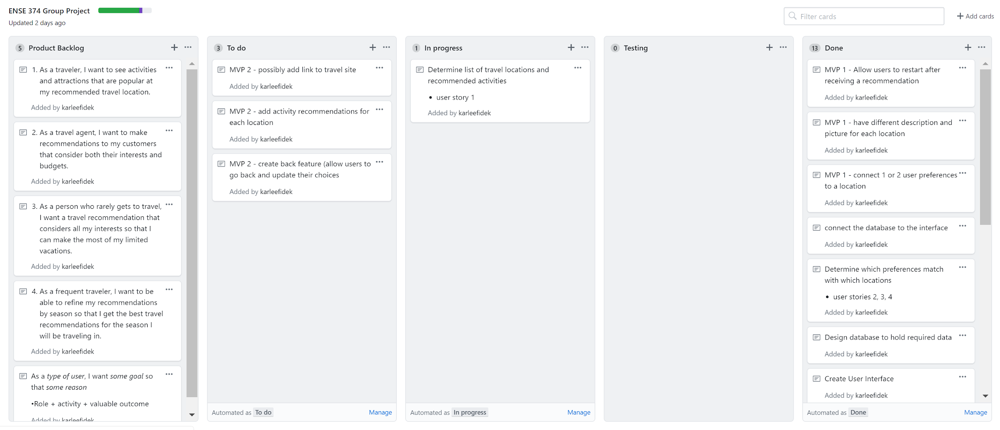 ENSE 374 Group Project
Updated 2 days ago
Filter cards
Add cards
5 Product Backlog
1. As a traveler, I want to see activities
and attractions that are popular at
my recommended travel location.
Added by karleefidek
2. As a travel agent, I want to make
recommendations to my customers
that consider both their interests and
budgets.
Added by karleefidek
3. As a person who rarely gets to travel,
I want a travel recommendation that
considers all my interests so that I
can make the most of my limited
vacations.
Added by karleefidek
4. As a frequent traveler, I want to be
able to refine my recommendations
by season so that I get the best travel
recommendations for the season I
will be traveling in.
Added by karleefidek
As a type of user, I want some goal so
that some reason
•Role + activity + valuable outcome
Added by karleefidek
3 To do
MVP 2 - possibly add link to travel site
Added by karleefidek
MVP 2 - add activity recommendations for
each location
Added by karleefidek
MVP 2 - create back feature (allow users to
go back and update their choices
Added by karleefidek
Automated as To do
Manage
1 In progress
Determine list of travel locations and
recommended activities
• user story 1
Added by karleefidek
Automated as In progress
Manage
0 Testing
13 Done
MVP 1 - Allow users to restart after
receiving a recommendation
Added by karleefidek
MVP 1 - have different description and
picture for each location
Added by karleefidek
MVP 1 - connect 1 or 2 user preferences
to a location
Added by karleefidek
connect the database to the interface
Added by karleefidek
Determine which preferences match
with which locations
• user stories 2, 3, 4
Added by karleefidek
Design database to hold required data
Added by karleefidek
Create User Interface
Added by karleefidek
Automated as Done
Manage